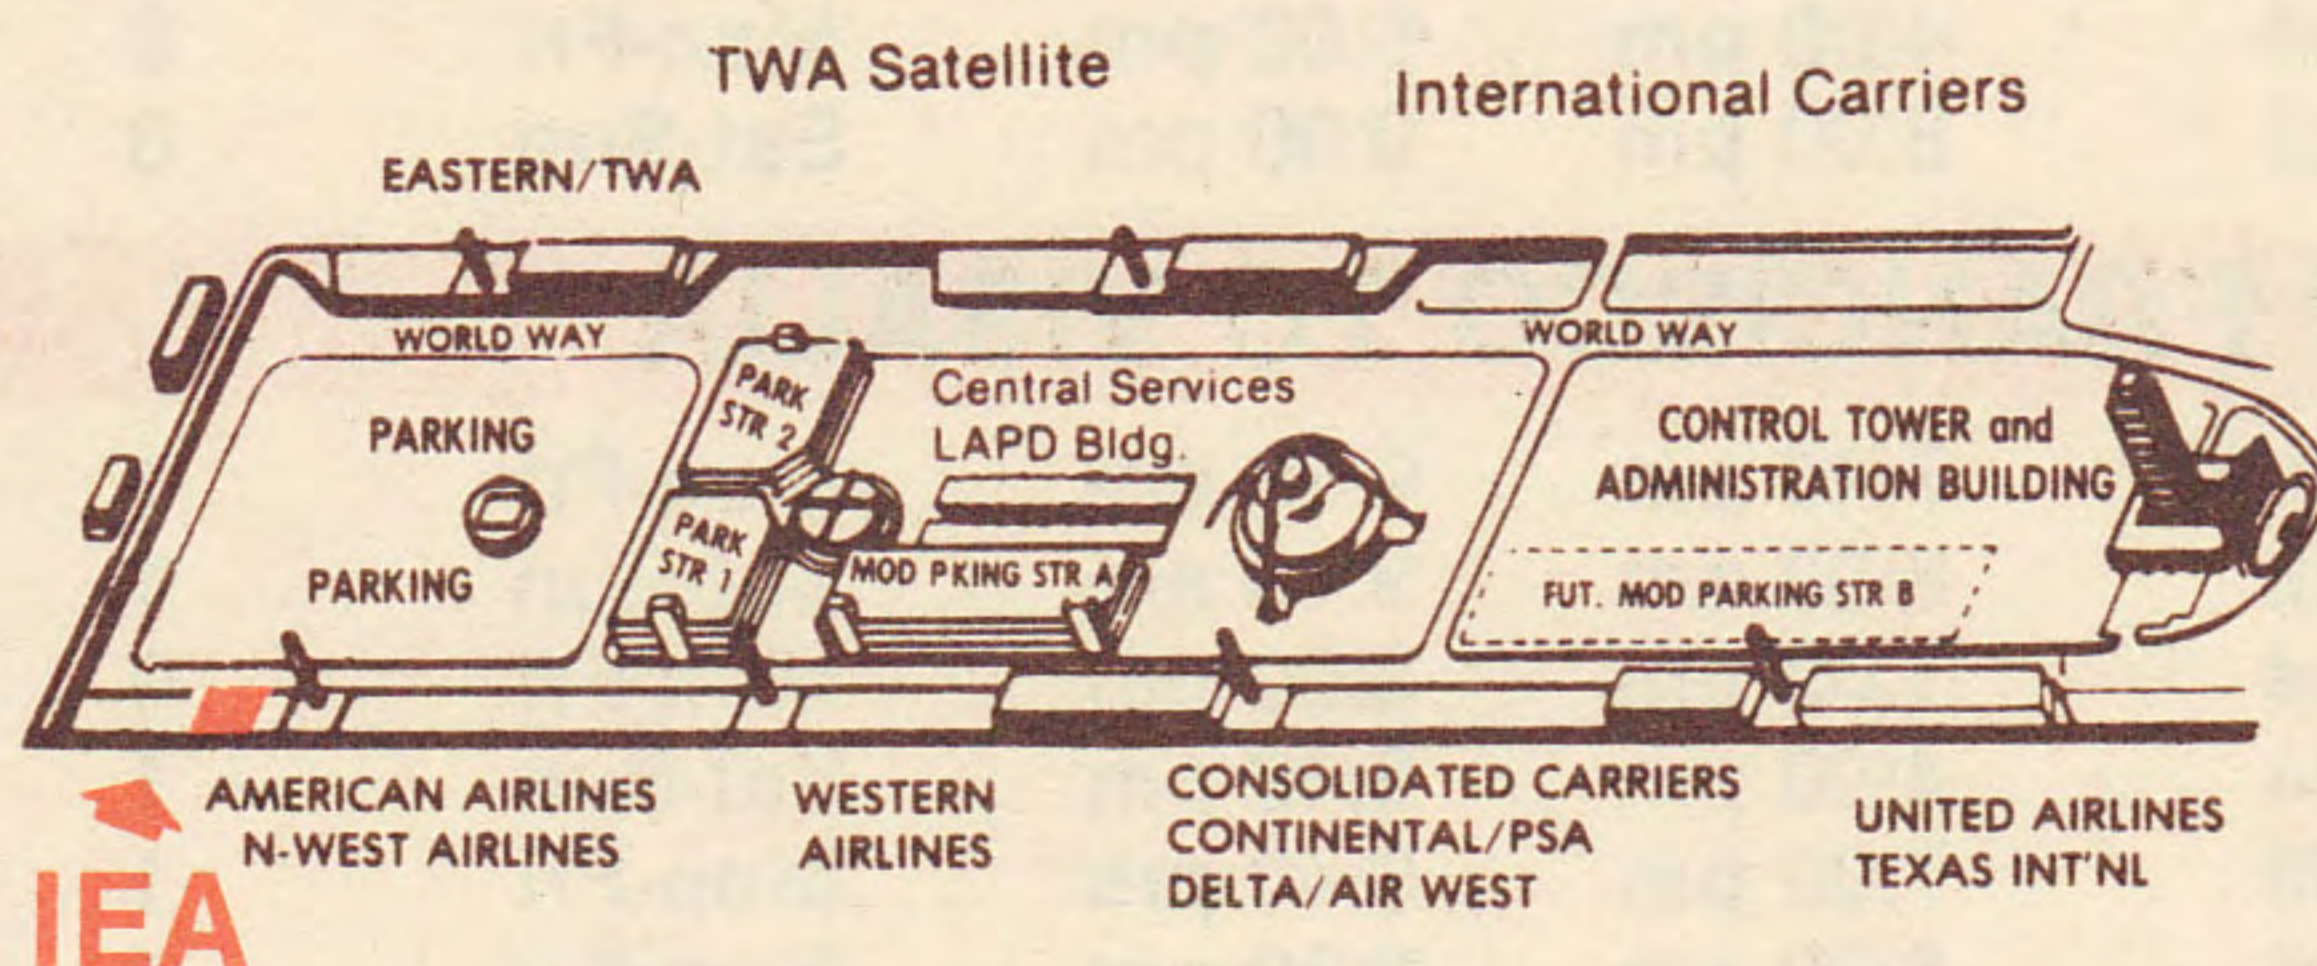 TWA Satellite
International Carriers
EASTERN/TWA
WORLD WAY
WORLD WAY
PARKING
PARKING
PARK
STR 2
PARK
STR 1
Central Services
LAPD Bldg.
MOD PKING STR A
CONTROL TOWER and
ADMINISTRATION BUILDING
FUT. MOD PARKING STR B
AMERICAN AIRLINES
N-WEST AIRLINES
WESTERN
AIRLINES
CONSOLIDATED CARRIERS
CONTINENTAL/PSA
DELTA/AIR WEST
UNITED AIRLINES
TEXAS INT'NL
IEA